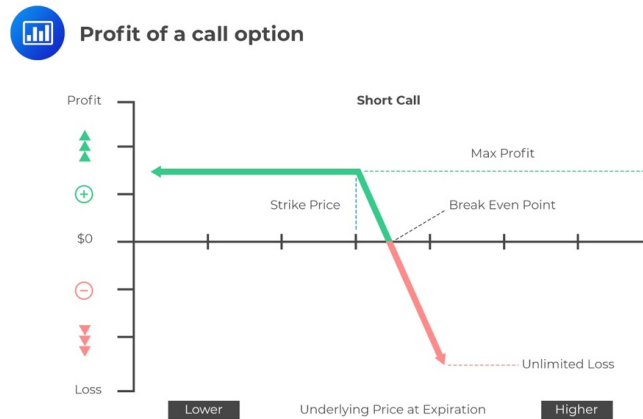 Profit of a call option
Profit
Short Call
Max Profit
Strike Price
Break Even Point
$0
Unlimited Loss
Loss
Lower
Underlying Price at Expiration
Higher